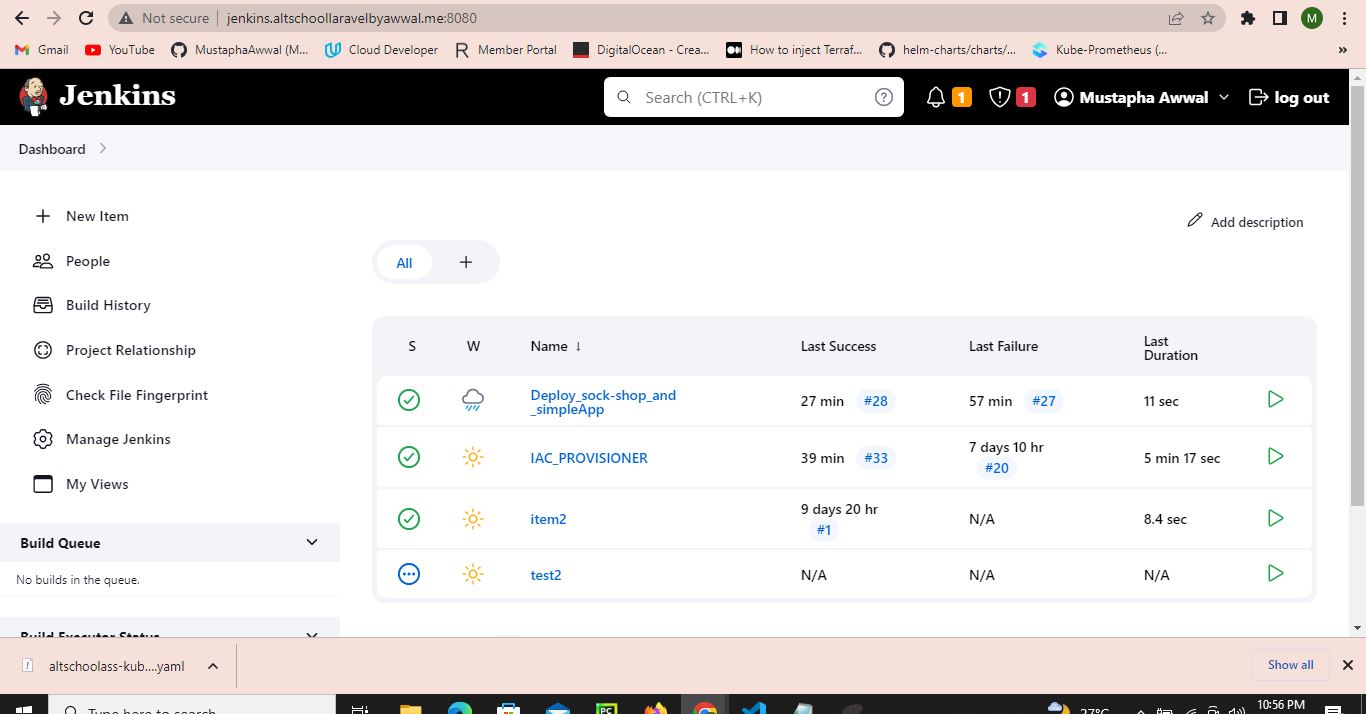 Not secure | jenkins.altschoollaravelbyawwal.me:8080
M
Gmail YouTube MustaphaAwwal (M... Cloud Developer Member Portal DigitalOcean - Crea... How to inject Terraf... helm-charts/charts/... Kube-Prometheus (... »
Jenkins
Search (CTRL+K)
1
1
Mustapha Awwal
log out
Dashboard
New Item
People
Build History
Project Relationship
Check File Fingerprint
Manage Jenkins
My Views
Build Queue
No builds in the queue.
Build Executor Status
Add description
All +
S W Name ↓ Last Success Last Failure Last
Duration
Deploy_sock-shop_and
_simpleApp
27 min #28 57 min #27 11 sec
IAC_PROVISIONER 39 min #33 7 days 10 hr
#20
5 min 17 sec
item2 9 days 20 hr
#1
N/A 8.4 sec
test2 N/A N/A N/A
altschoolass-kub....yaml
Show all
Type here to search
PC
27°C
10:56 PM